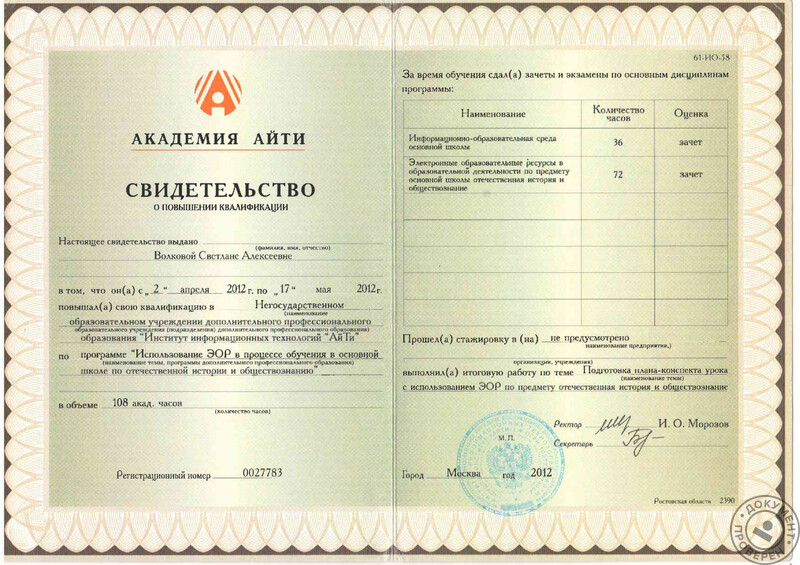 АКАДЕМИЯ АЙТИ
СВИДЕТЕЛЬСТВО
О ПОВЫШЕНИИ КВАЛИФИКАЦИИ
Настоящее свидетельство выдано
(фамилия, имя, отчество)
Волковой Светлане Алексеевне
в том, что он(а) с „ 2 " апреля 2012 г. по „ 17 " мая 2012г.
повышал(а) свою квалификацию в Негосударственном
(наименование
образовательном учреждении дополнительного профессионального
образовательного учреждения (подразделения) дополнительного профессионального образования)
образования "Институт информационных технологий "АйТи"
по программе "Использование ЭОР в процессе обучения в основной
(наименование темы, программы дополнительного профессионального образования)
школе по отечественной истории и обществознанию"
в объеме 108 акад. часов
(количество часов)
Регистрационный номер 0027783
61-ИО-58
За время обучения сдал(а) зачеты и экзамены по основным дисциплинам
программы:
Наименование Количество часов Оценка
Информационно-образовательная среда
основной школы 36 зачет
Электронные образовательные ресурсы в
образовательной деятельности по предмету
основной школы отечественная история и
обществознание 72 зачет
Прошел(а) стажировку в (на) не предусмотрено
наименование предприятия,)
организации, учреждения)
выполнил(а) итоговую работу по теме Подготовка плана-конспекта урока
(наименование темы)
с использованием ЭОР по предмету отечественная история и обществознание
Ректор И. О. Морозов
М.П.
Секретарь
Город Москва год 2012
Ростовская область 2390
ДОКУМЕНТ ПРОВЕРЕН